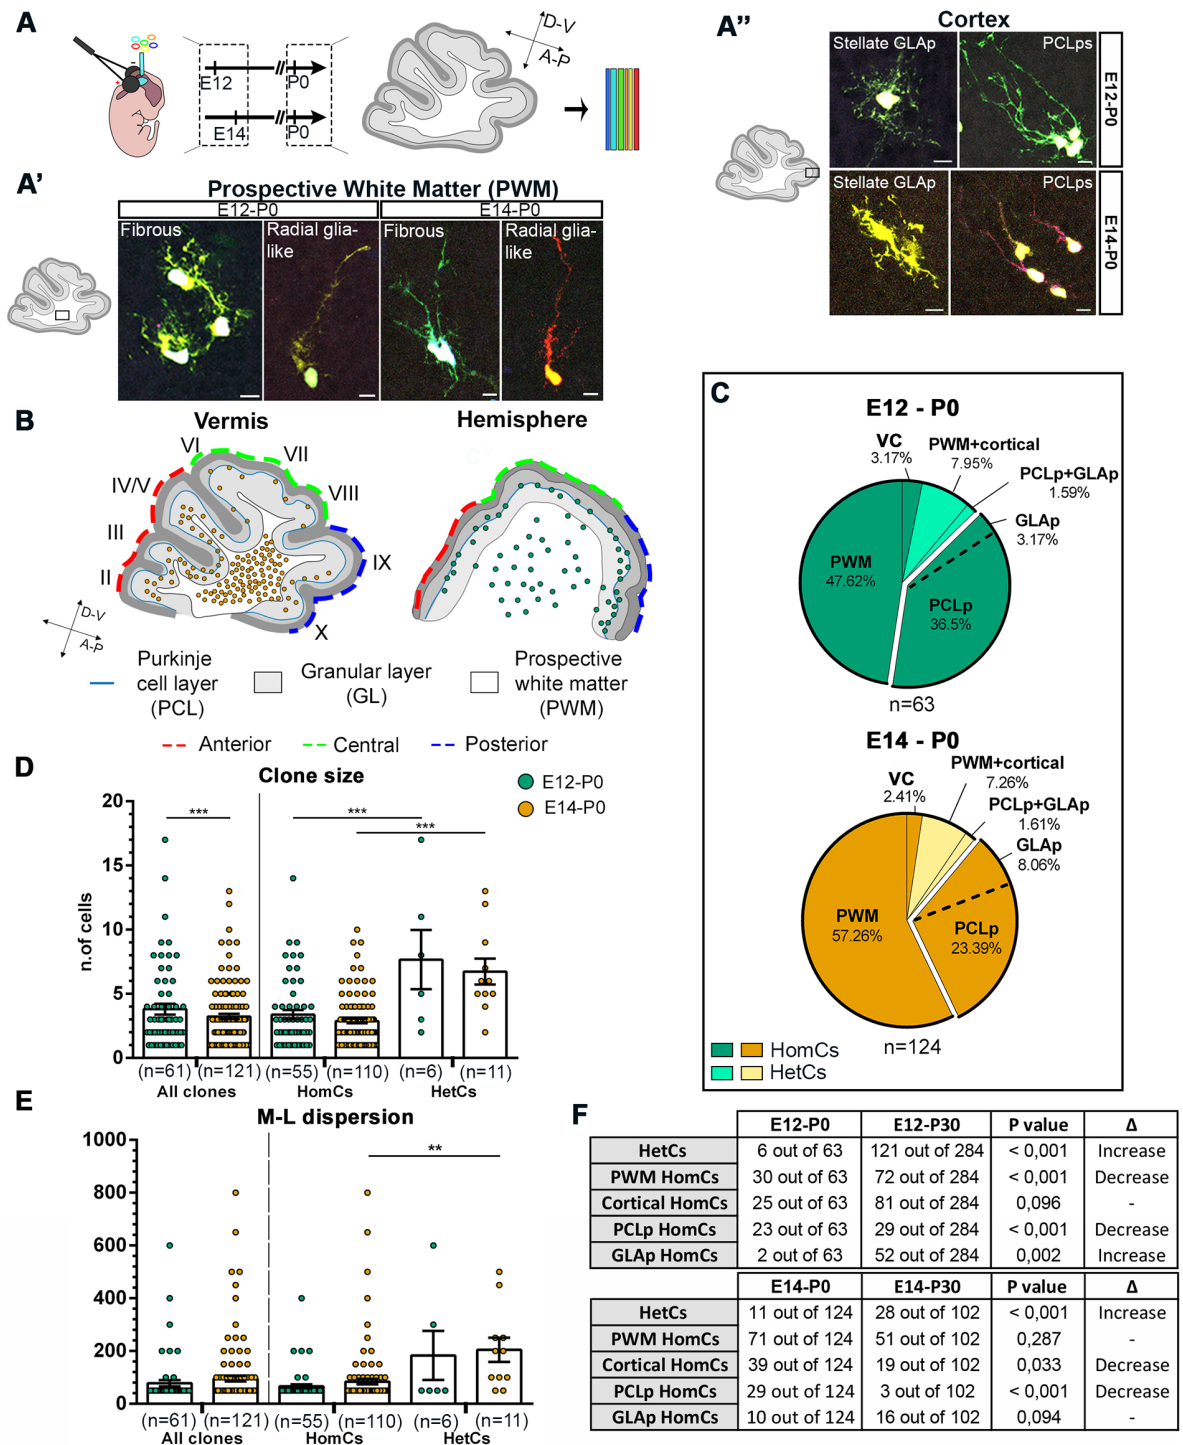 A
D-V
A-P
E12
P0
E14
P0
A''
Cortex
Stellate GLAp
PCLps
E12-P0
Stellate GLAp
PCLps
E14-P0
A'
Prospective White Matter (PWM)
E12-P0
E14-P0
Fibrous
Radial glia-
like
Fibrous
Radial glia-
like
B
Vermis
Hemisphere
VI
VII
IV/V
VIII
III
II
IX
X
D-V
A-P
Purkinje
cell layer
(PCL)
Granular layer
(GL)
Prospective
white matter
(PWM)
Anterior
Central
Posterior
C
E12 - P0
VC
3.17%
PWM+cortical
7.95%
PCLp+GLAp
1.59%
GLAp
3.17%
PWM
47.62%
PCLp
36.5%
n=63
E14 - P0
VC
2.41%
PWM+cortical
7.26%
PCLp+GLAp
1.61%
GLAp
8.06%
PWM
57.26%
PCLp
23.39%
n=124
HomCs
HetCs
D
Clone size
E12-P0
E14-P0
n.of cells
20
15
10
5
0
***
***
***
(n=61)
(n=121)
(n=55)
(n=110)
(n=6)
(n=11)
All clones
HomCs
HetCs
E
M-L dispersion
1000
800
600
400
200
0
**
(n=61)
(n=121)
(n=55)
(n=110)
(n=6)
(n=11)
All clones
HomCs
HetCs
F
E12-P0 E12-P30 P value Δ
HetCs 6 out of 63 121 out of 284 < 0,001 Increase
PWM HomCs 30 out of 63 72 out of 284 < 0,001 Decrease
Cortical HomCs 25 out of 63 81 out of 284 0,096 -
PCLp HomCs 23 out of 63 29 out of 284 < 0,001 Decrease
GLAp HomCs 2 out of 63 52 out of 284 0,002 Increase
E14-P0 E14-P30 P value Δ
HetCs 11 out of 124 28 out of 102 < 0,001 Increase
PWM HomCs 71 out of 124 51 out of 102 0,287 -
Cortical HomCs 39 out of 124 19 out of 102 0,033 Decrease
PCLp HomCs 29 out of 124 3 out of 102 < 0,001 Decrease
GLAp HomCs 10 out of 124 16 out of 102 0,094 -